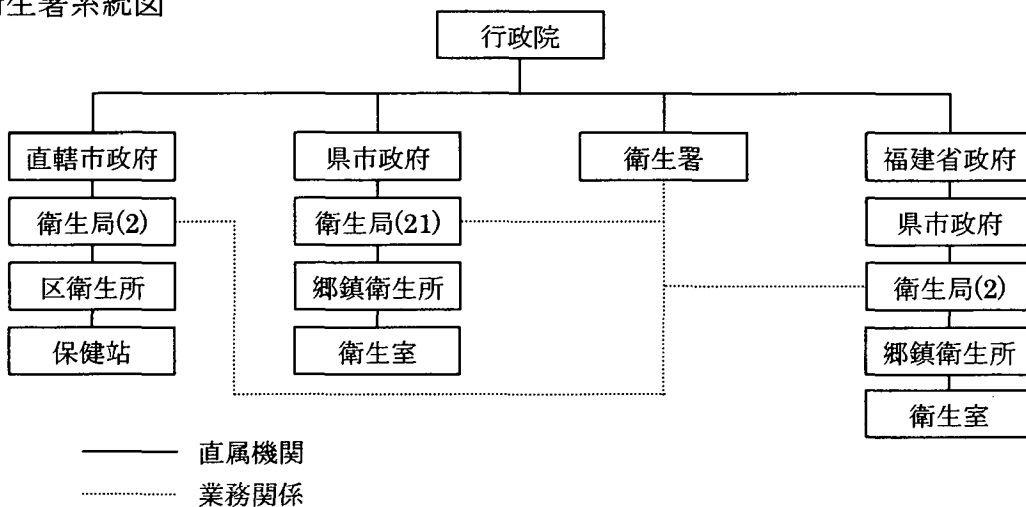 衛生署系統図
行政院
直轄市政府
衛生局(2)
区衛生所
保健站
県市政府
衛生局(21)
郷鎮衛生所
衛生室
衛生署
福建省政府
県市政府
衛生局(2)
郷鎮衛生所
衛生室
直属機関
業務関係